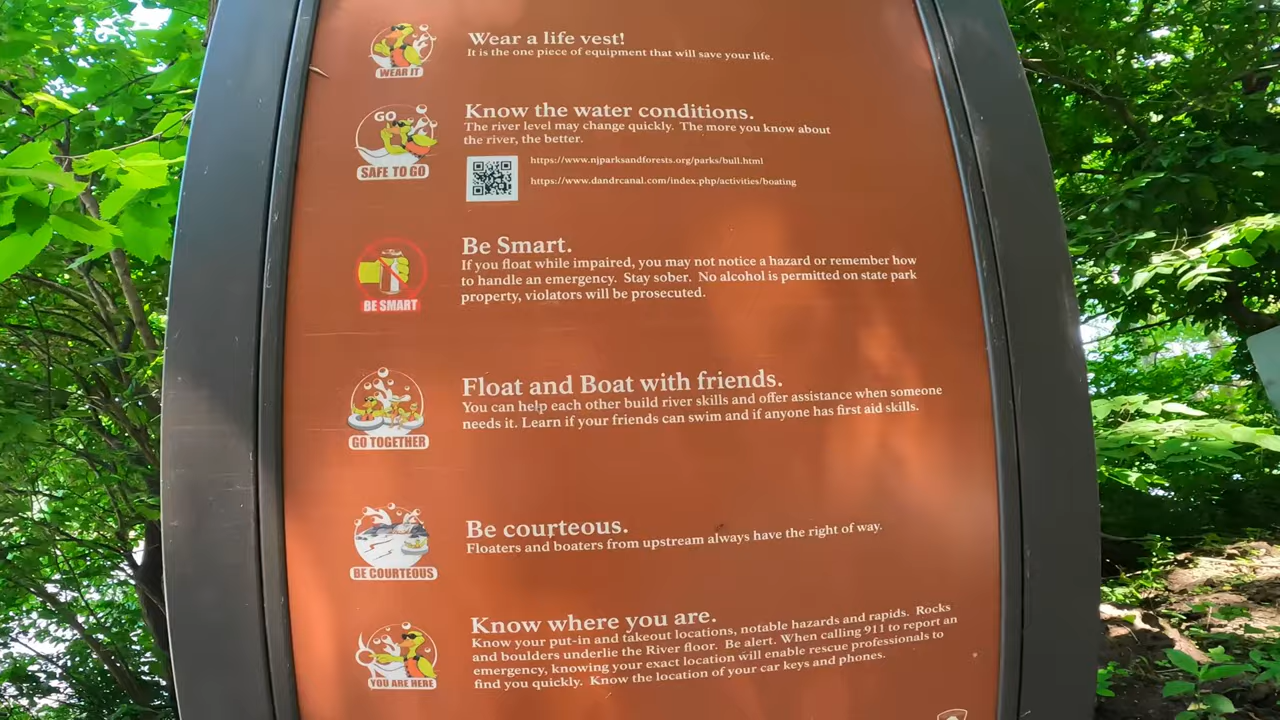 WEAR IT
Wear a life vest!
It is the one piece of equipment that will save your life.
GO
SAFE TO GO
Know the water conditions.
The river level may change quickly. The more you know about
the river, the better.
https://www.njparksandforests.org/parks/bull.html
https://www.dandrcanal.com/index.php/activities/boating
BE SMART
Be Smart.
If you float while impaired, you may not notice a hazard or remember how
to handle an emergency. Stay sober. No alcohol is permitted on state park
property, violators will be prosecuted.
GO TOGETHER
Float and Boat with friends.
You can help each other build river skills and offer assistance when someone
needs it. Learn if your friends can swim and if anyone has first aid skills.
BE COURTEOUS
Be courteous.
Floaters and boaters from upstream always have the right of way.
YOU ARE HERE
Know where you are.
Know your put-in and takeout locations, notable hazards and rapids. Rocks
and boulders underlie the River floor. Be alert. When calling 911 to report an
emergency, knowing your exact location will enable rescue professionals to
find you quickly. Know the location of your car keys and phones.